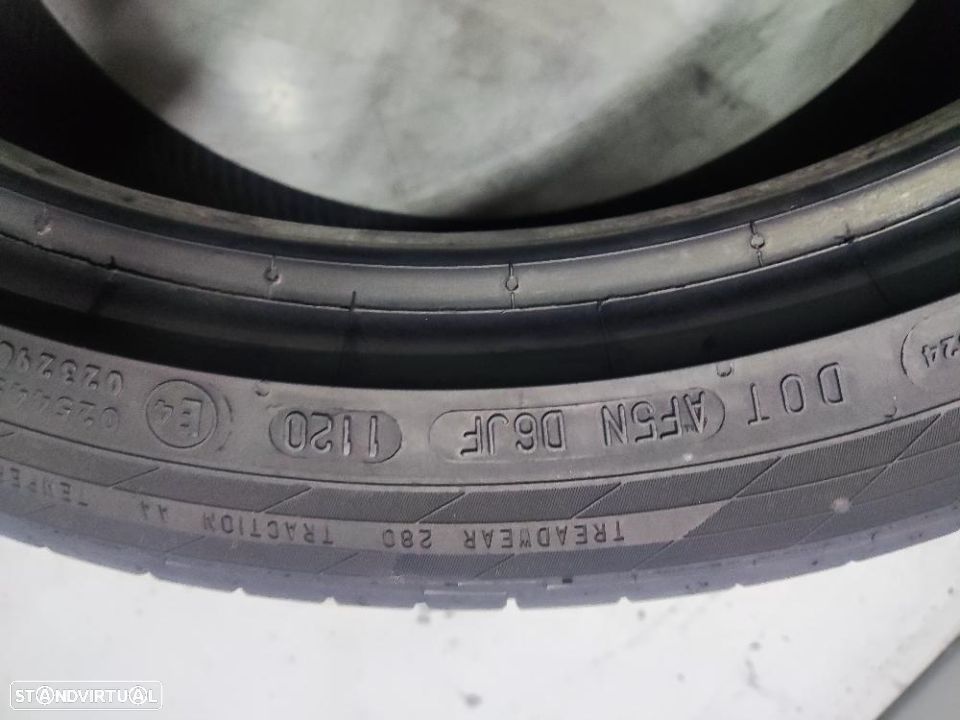 DOT AF5N D6JF 1120 E4
TREADWEAR 280 TRACTION AA
STANDVIRTUAL